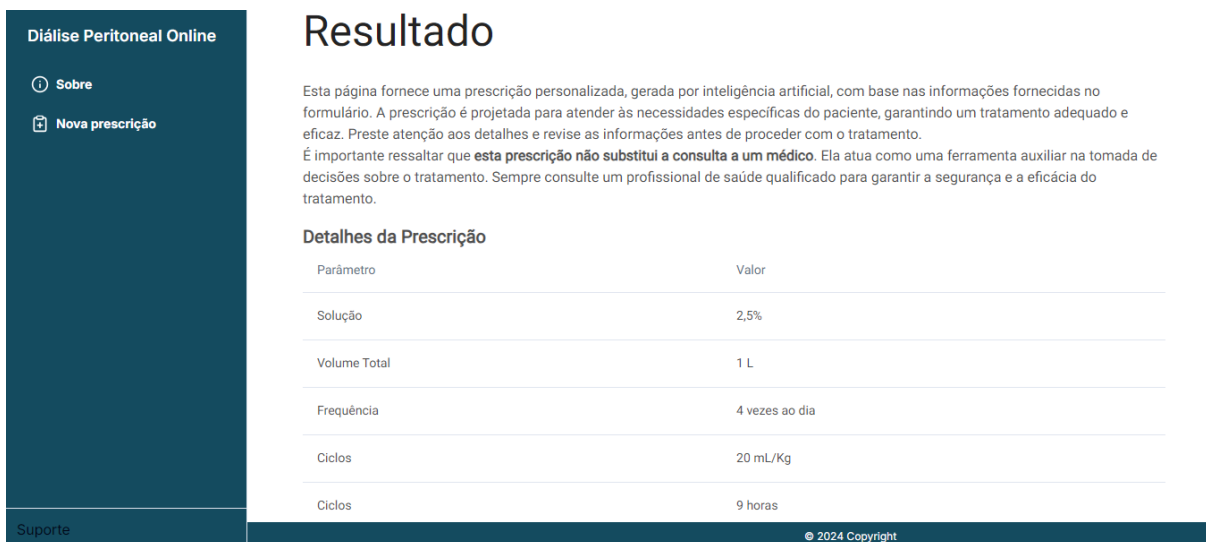 Diálise Peritoneal Online
Sobre
Nova prescrição
Suporte
Resultado
Esta página fornece uma prescrição personalizada, gerada por inteligência artificial, com base nas informações fornecidas no
formulário. A prescrição é projetada para atender às necessidades específicas do paciente, garantindo um tratamento adequado e
eficaz. Preste atenção aos detalhes e revise as informações antes de proceder com o tratamento.
É importante ressaltar que esta prescrição não substitui a consulta a um médico. Ela atua como uma ferramenta auxiliar na tomada de
decisões sobre o tratamento. Sempre consulte um profissional de saúde qualificado para garantir a segurança e a eficácia do
tratamento.
Detalhes da Prescrição
Parâmetro Valor
Solução 2,5%
Volume Total 1 L
Frequência 4 vezes ao dia
Ciclos 20 mL/Kg
Ciclos 9 horas
© 2024 Copyright